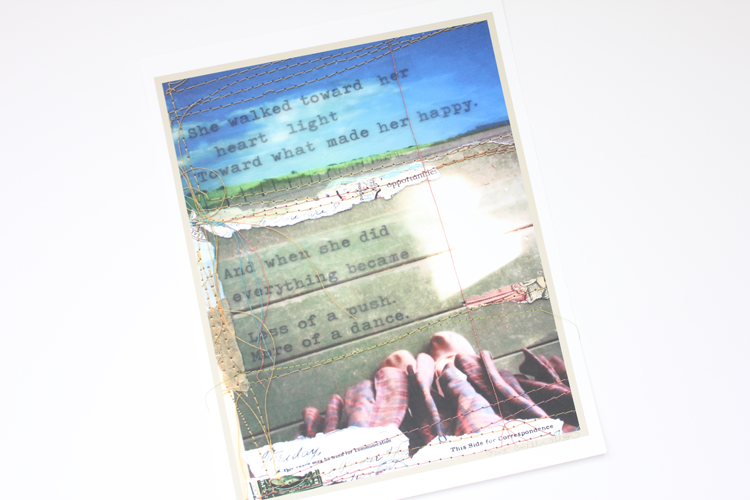 She walked toward her
heart light
Toward what made her happy.
opportunities
And when she did
everything became
Less of a push.
More of a dance.
This Side for Correspondence